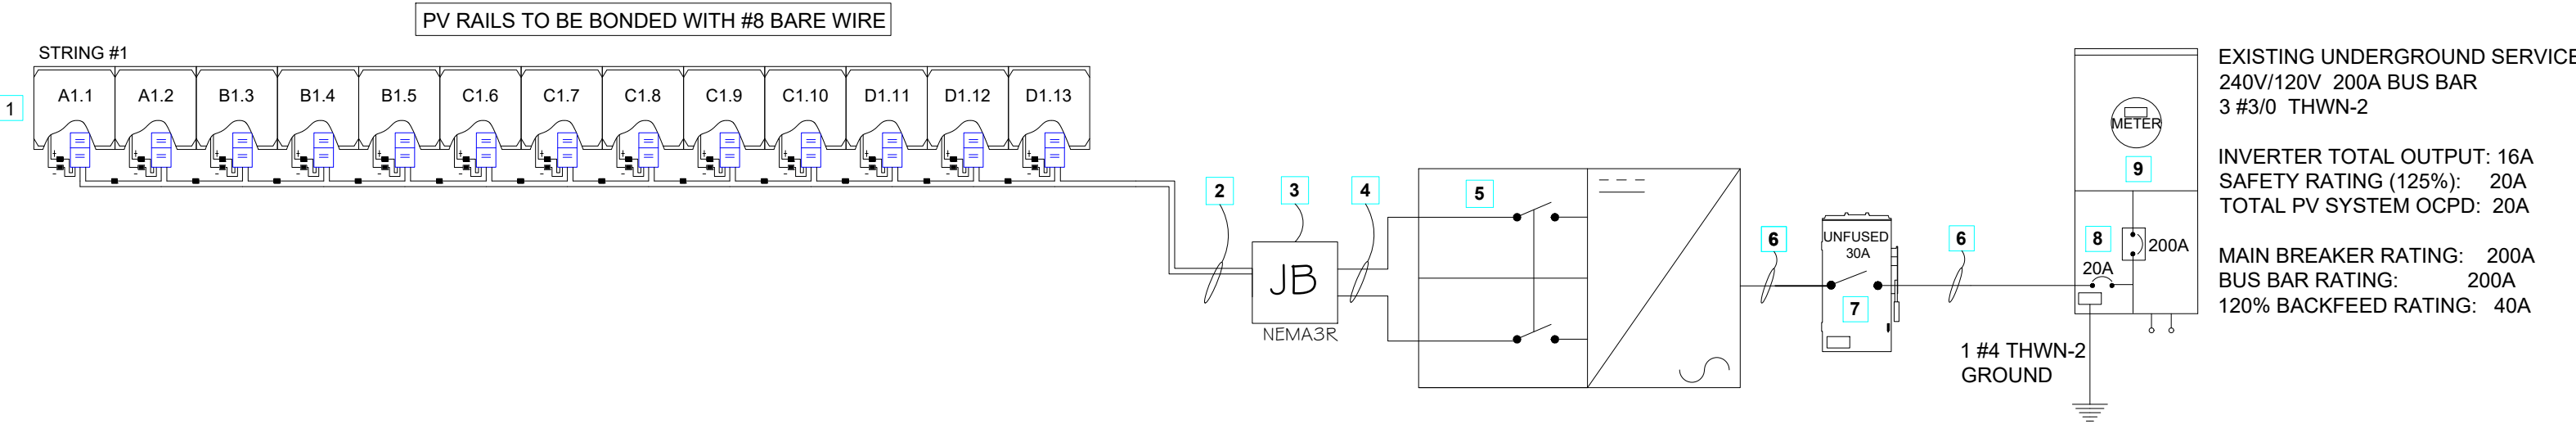 PV RAILS TO BE BONDED WITH #8 BARE WIRE
STRING #1
1
A1.1 A1.2 B1.3 B1.4 B1.5 C1.6 C1.7 C1.8 C1.9 C1.10 D1.11 D1.12 D1.13
2
3
4
JB
NEMA3R
5
6
UNFUSED
30A
7
6
METER
9
8
200A
20A
1 #4 THWN-2
GROUND
EXISTING UNDERGROUND SERVICE
240V/120V 200A BUS BAR
3 #3/0 THWN-2
INVERTER TOTAL OUTPUT: 16A
SAFETY RATING (125%): 20A
TOTAL PV SYSTEM OCPD: 20A
MAIN BREAKER RATING: 200A
BUS BAR RATING: 200A
120% BACKFEED RATING: 40A